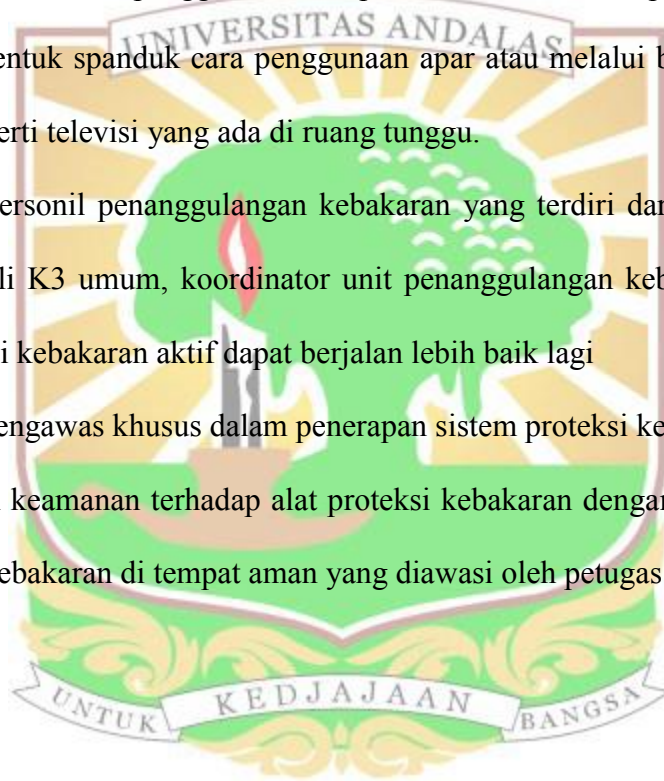 UNIVERSITAS ANDALAS
entuk spanduk cara penggunaan apar atau melalui b
erti televisi yang ada di ruang tunggu.
ersonil penanggulangan kebakaran yang terdiri dar
li K3 umum, koordinator unit penanggulangan keb
i kebakaran aktif dapat berjalan lebih baik lagi
engawas khusus dalam penerapan sistem proteksi ke
keamanan terhadap alat proteksi kebakaran dengan
ebakaran di tempat aman yang diawasi oleh petugas
UNTUK KEDJAJAAN BANGSA